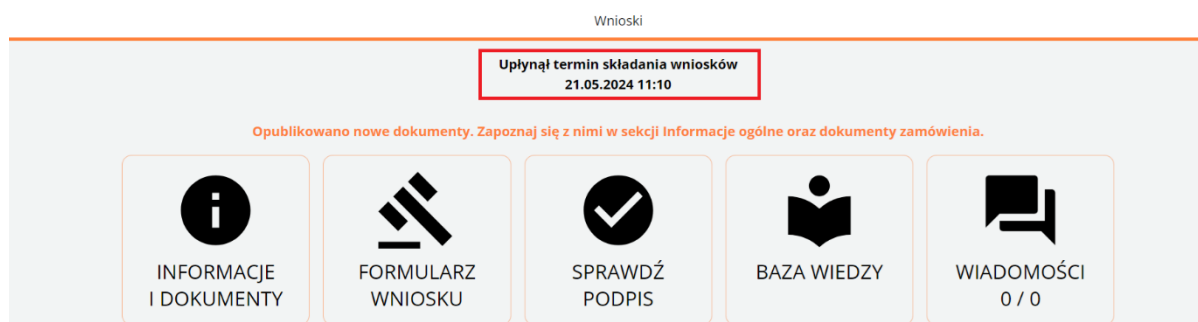 Wnioski
Upłynął termin składania wniosków
21.05.2024 11:10
Opublikowano nowe dokumenty. Zapoznaj się z nimi w sekcji Informacje ogólne oraz dokumenty zamówienia.
INFORMACJE
I DOKUMENTY
FORMULARZ
WNIOSKU
SPRAWDŹ
PODPIS
BAZA WIEDZY
WIADOMOŚCI
0 / 0